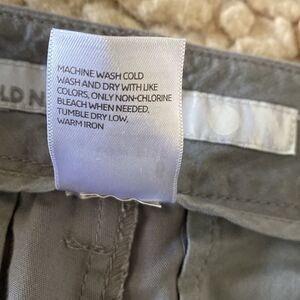 MACHINE WASH COLD
WASH AND DRY WITH LIKE
COLORS, ONLY NON-CHLORINE
BLEACH WHEN NEEDED,
TUMBLE DRY LOW,
WARM IRON
LD N